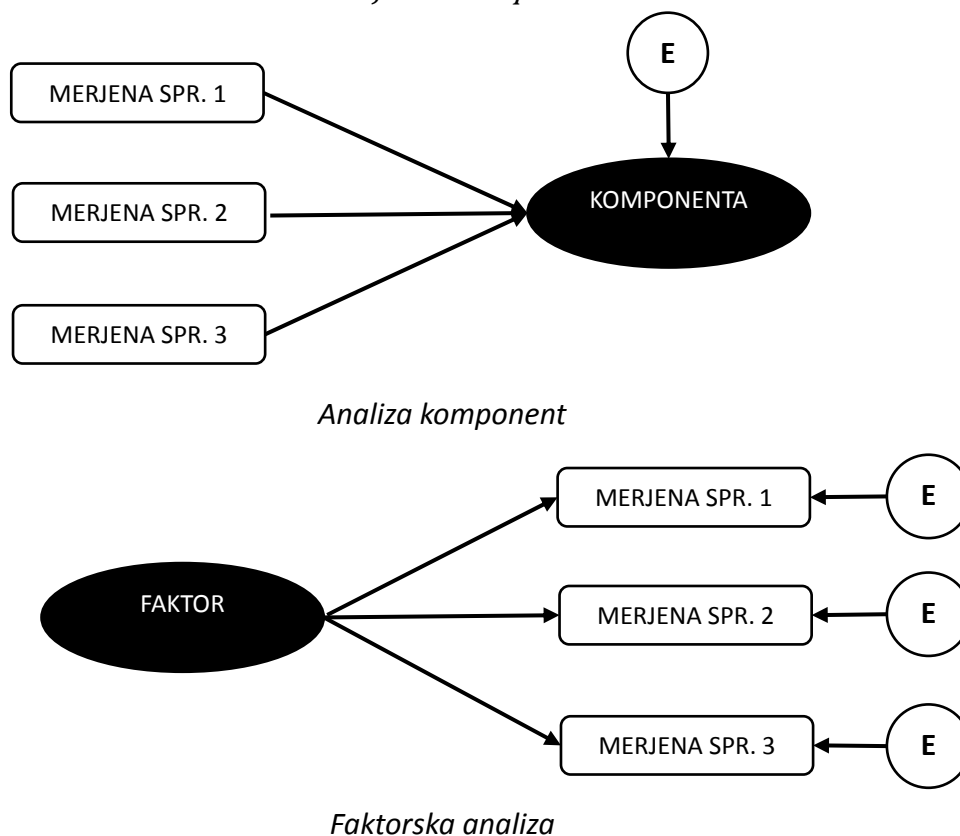 E
MERJENA SPR. 1
KOMPONENTA
MERJENA SPR. 2
MERJENA SPR. 3
Analiza komponent
MERJENA SPR. 1
E
FAKTOR
MERJENA SPR. 2
E
MERJENA SPR. 3
E
Faktorska analiza